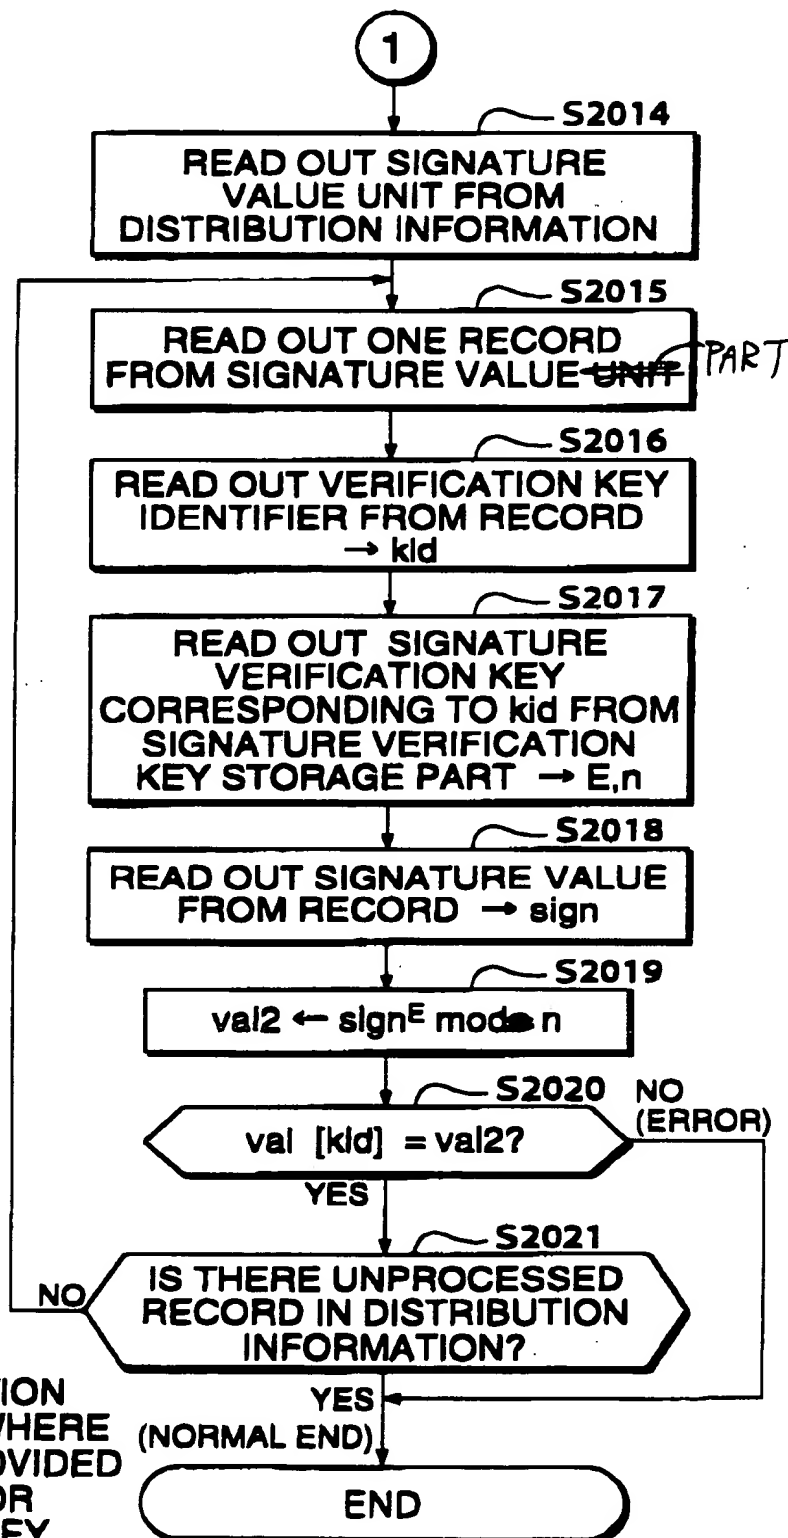 1
S2014
READ OUT SIGNATURE
VALUE UNIT FROM
DISTRIBUTION INFORMATION
S2015
READ OUT ONE RECORD
FROM SIGNATURE VALUE UNIT PART
S2016
READ OUT VERIFICATION KEY
IDENTIFIER FROM RECORD
→ kid
S2017
READ OUT SIGNATURE
VERIFICATION KEY
CORRESPONDING TO kid FROM
SIGNATURE VERIFICATION
KEY STORAGE PART → E,n
S2018
READ OUT SIGNATURE VALUE
FROM RECORD → sign
S2019
val2 ← sign^E mod n
S2020
NO
(ERROR)
val [kid] = val2?
YES
S2021
IS THERE UNPROCESSED
RECORD IN DISTRIBUTION
INFORMATION?
NO
YES
(NORMAL END)
TION
WHERE
OVIDED
OR
EY
END